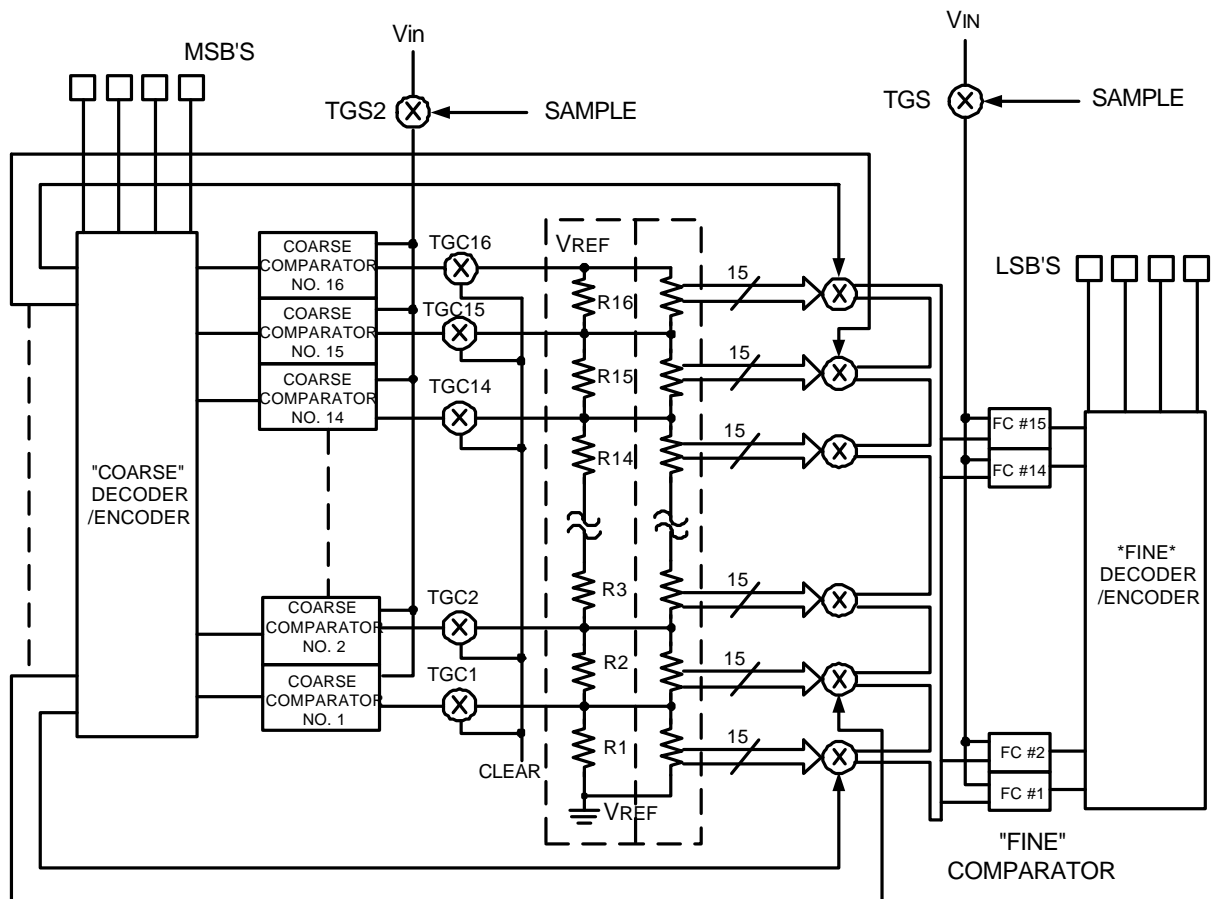 Vin
VIN
MSB'S
TGS2
SAMPLE
TGS
SAMPLE
COARSE
COMPARATOR
NO. 16
TGC16
VREF
15
LSB'S
R16
COARSE
COMPARATOR
NO. 15
TGC15
15
R15
COARSE
COMPARATOR
NO. 14
TGC14
15
R14
FC #15
FC #14
"COARSE"
DECODER
/ENCODER
*FINE*
DECODER
/ENCODER
R3
15
COARSE
COMPARATOR
NO. 2
TGC2
R2
15
COARSE
COMPARATOR
NO. 1
TGC1
R1
15
FC #2
FC #1
CLEAR
VREF
"FINE"
COMPARATOR